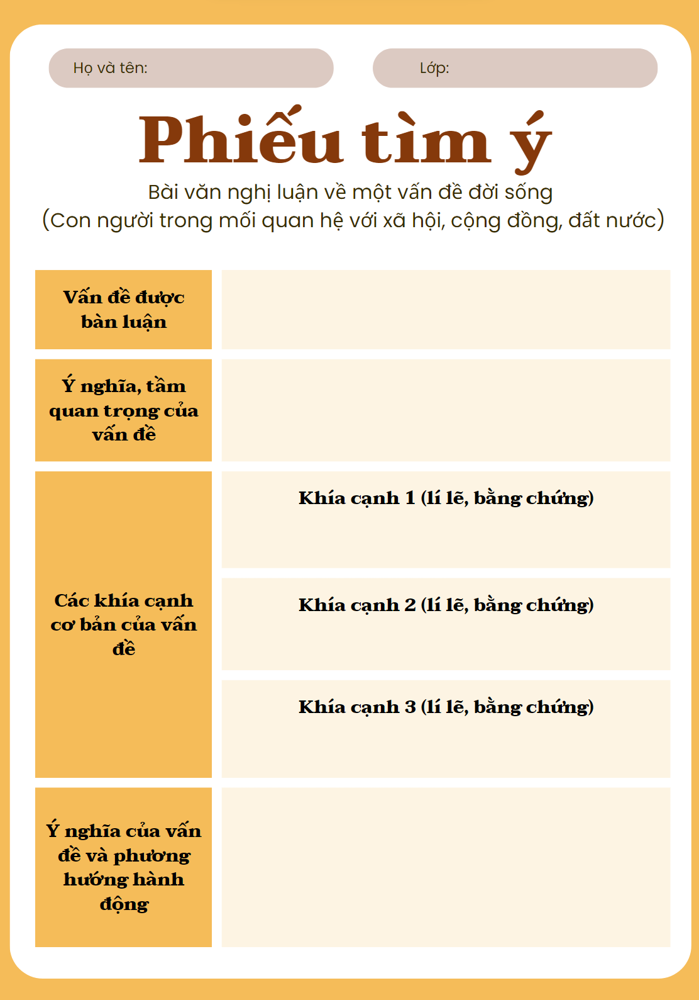 Họ và tên:
Lớp:
Phiếu tìm ý
Bài văn nghị luận về một vấn đề đời sống
(Con người trong mối quan hệ với xã hội, cộng đồng, đất nước)
Vấn đề được
bàn luận
Ý nghĩa, tầm
quan trọng của
vấn đề
Các khía cạnh
cơ bản của vấn
đề
Khía cạnh 1 (lí lẽ, bằng chứng)
Khía cạnh 2 (lí lẽ, bằng chứng)
Khía cạnh 3 (lí lẽ, bằng chứng)
Ý nghĩa của vấn
đề và phương
hướng hành
động